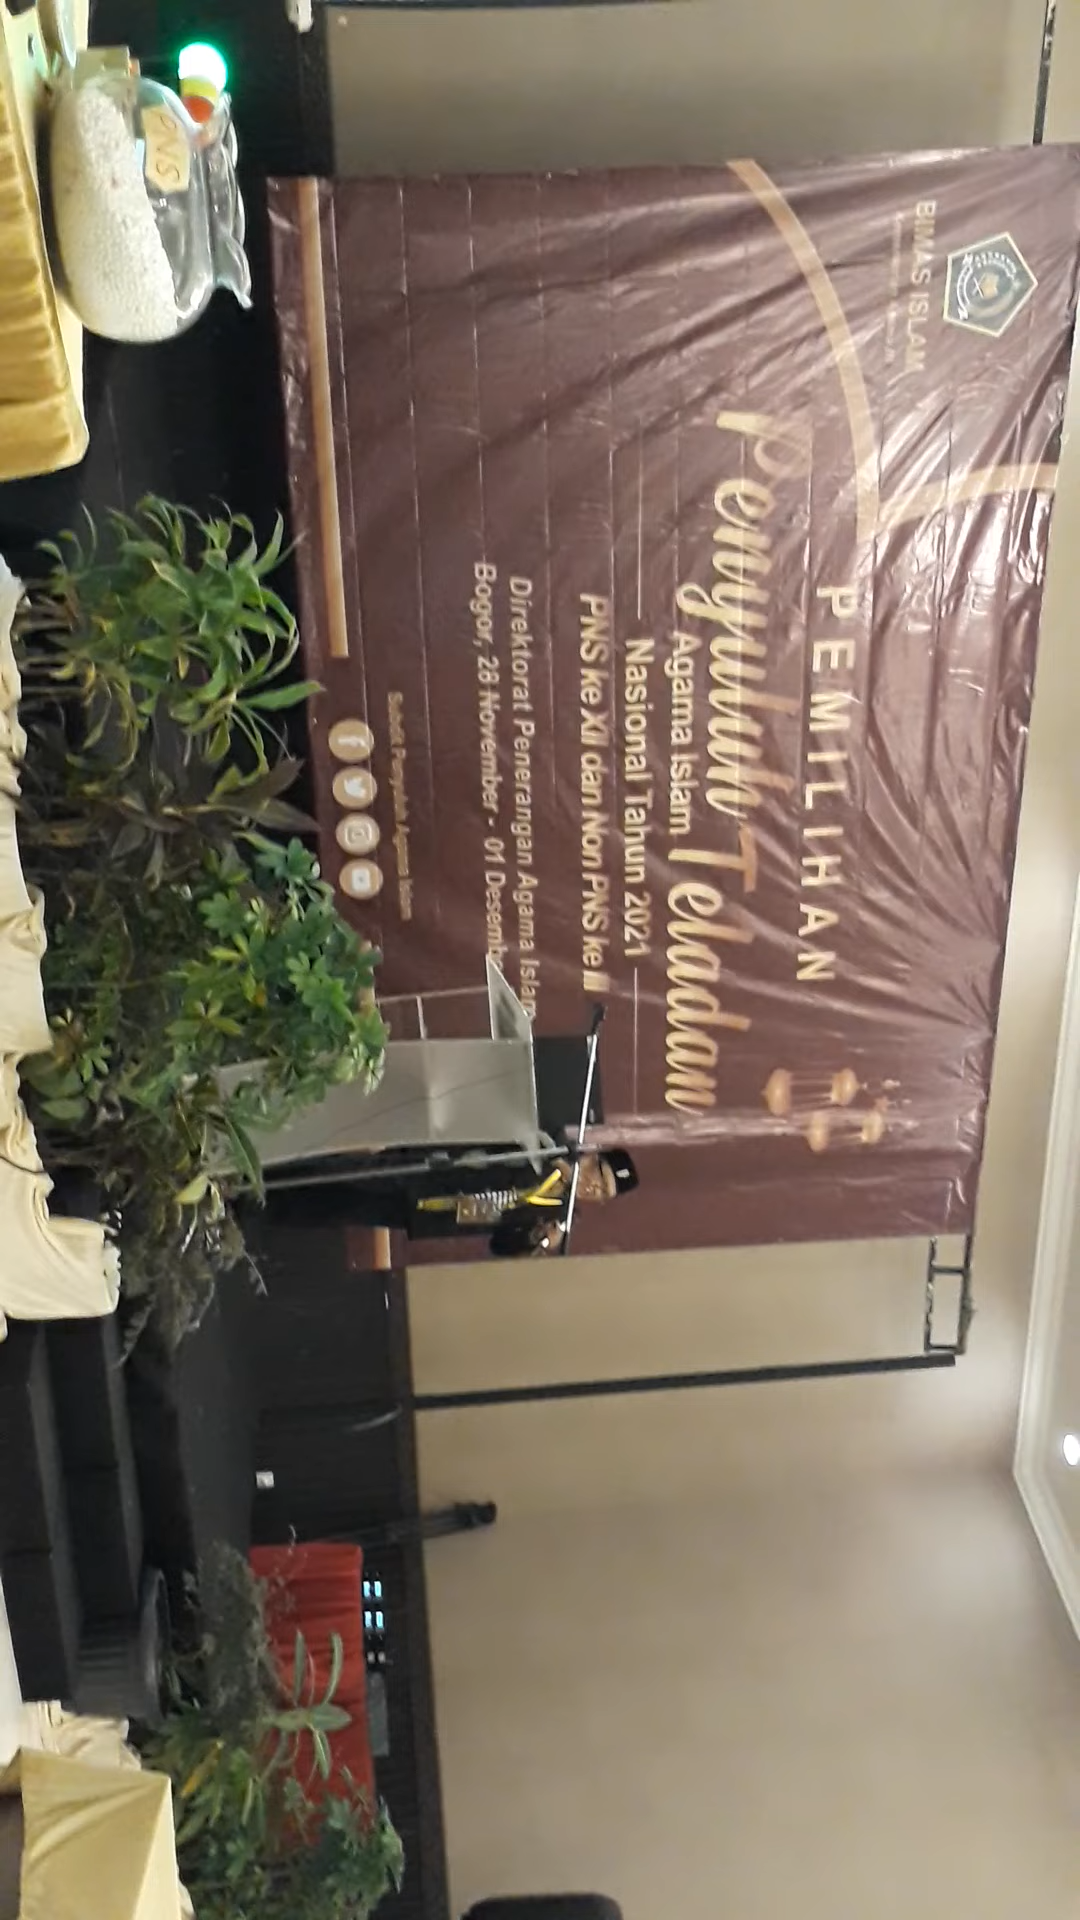 BIMAS ISLAM
PEMILIHAN
Penyuluh Teladan
Agama Islam
Nasional Tahun 2021
PNS ke XII dan Non PNS ke III
Direktorat Penerangan Agama Islam
Bogor, 28 November - 01 Desembe
Subdit Penyuluh Agama Islam
PNS